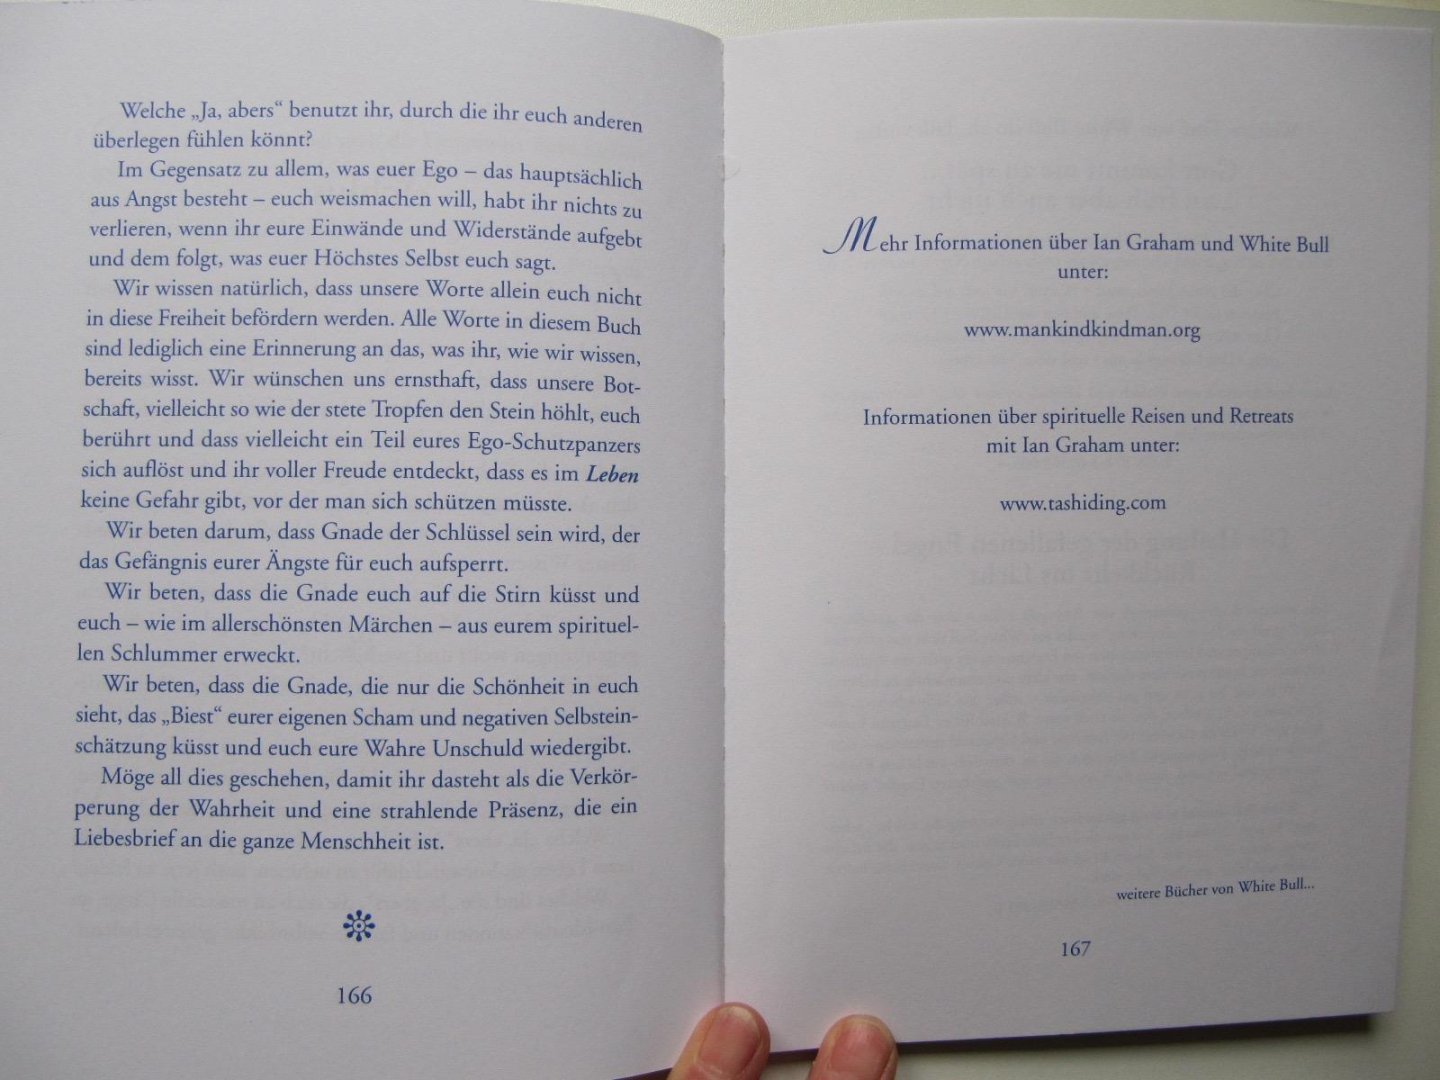 Welche „Ja, abers“ benutzt ihr, durch die ihr euch anderen
überlegen fühlen könnt?
Im Gegensatz zu allem, was euer Ego – das hauptsächlich
aus Angst besteht – euch weismachen will, habt ihr nichts zu
verlieren, wenn ihr eure Einwände und Widerstände aufgebt
und dem folgt, was euer Höchstes Selbst euch sagt.
Wir wissen natürlich, dass unsere Worte allein euch nicht
in diese Freiheit befördern werden. Alle Worte in diesem Buch
sind lediglich eine Erinnerung an das, was ihr, wie wir wissen,
bereits wisst. Wir wünschen uns ernsthaft, dass unsere Bot-
schaft, vielleicht so wie der stete Tropfen den Stein höhlt, euch
berührt und dass vielleicht ein Teil eures Ego-Schutzpanzers
sich auflöst und ihr voller Freude entdeckt, dass es im Leben
keine Gefahr gibt, vor der man sich schützen müsste.
Wir beten darum, dass Gnade der Schlüssel sein wird, der
das Gefängnis eurer Ängste für euch aufsperrt.
Wir beten, dass die Gnade euch auf die Stirn küsst und
euch – wie im allerschönsten Märchen – aus eurem spirituel-
len Schlummer erweckt.
Wir beten, dass die Gnade, die nur die Schönheit in euch
sieht, das „Biest“ eurer eigenen Scham und negativen Selbstein-
schätzung küsst und euch eure Wahre Unschuld wiedergibt.
Möge all dies geschehen, damit ihr dasteht als die Verkör-
perung der Wahrheit und eine strahlende Präsenz, die ein
Liebesbrief an die ganze Menschheit ist.
166
Mehr Informationen über Ian Graham und White Bull
unter:
www.mankindkindman.org
Informationen über spirituelle Reisen und Retreats
mit Ian Graham unter:
www.tashiding.com
weitere Bücher von White Bull...
167